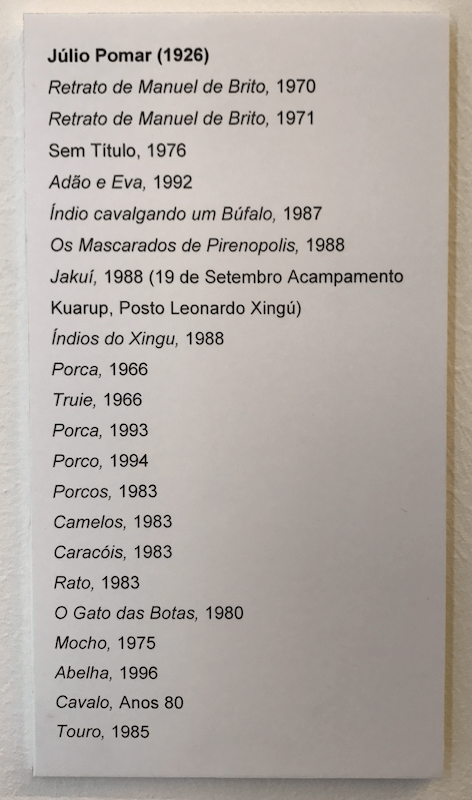 Júlio Pomar (1926)
Retrato de Manuel de Brito, 1970
Retrato de Manuel de Brito, 1971
Sem Titulo, 1976
Adão e Eva, 1992
Índio cavalgando um Búfalo, 1987
Os Mascarados de Pirenopolis, 1988
Jakuí, 1988 (19 de Setembro Acampamento
Kuarup, Posto Leonardo Xingú)
Índios do Xingu, 1988
Porca, 1966
Truie, 1966
Porca, 1993
Porco, 1994
Porcos, 1983
Camelos, 1983
Caracóis, 1983
Rato, 1983
O Gato das Botas, 1980
Mocho, 1975
Abelha, 1996
Cavalo, Anos 80
Touro, 1985